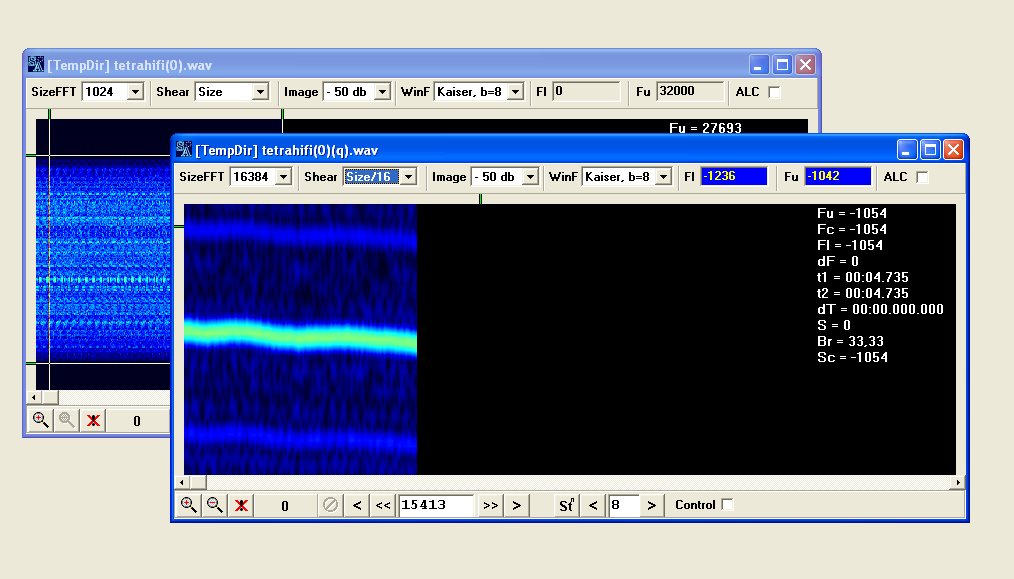 [TempDir] tetrahifi(0).wav
SizeFFT 1024 Shear Size Image - 50 db WinF Kaiser, b=8 Fl 0 Fu 32000 ALC
Fu = 27693
0
[TempDir] tetrahifi(0)(q).wav
SizeFFT 16384 Shear Size/16 Image - 50 db WinF Kaiser, b=8 Fl -1236 Fu -1042 ALC
Fu = -1054
Fc = -1054
Fl = -1054
dF = 0
t1 = 00:04.735
t2 = 00:04.735
dT = 00:00.000.000
S = 0
Br = 33,33
Sc = -1054
0 < << 15413 >> > Sf < 8 > Control